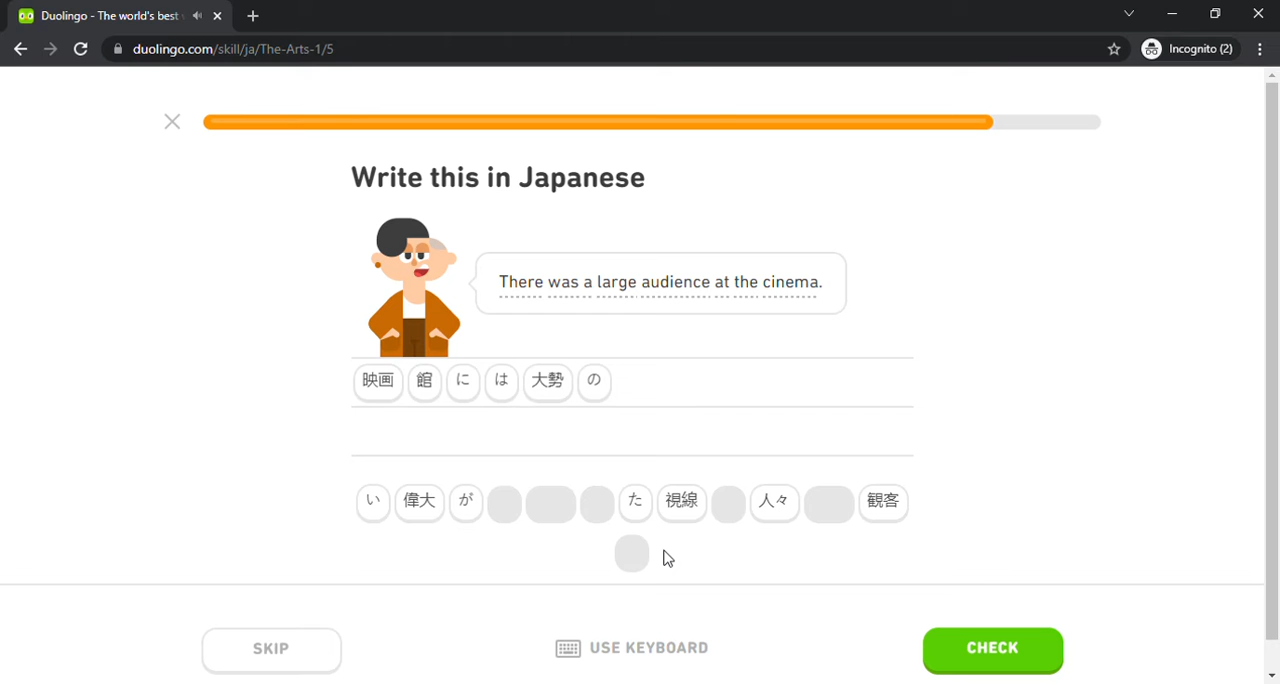 Duolingo - The world's best
duolingo.com/skill/ja/The-Arts-1/5
Incognito (2)
Write this in Japanese
There was a large audience at the cinema.
映画 館 に は 大勢 の
い 偉大 が た 視線 人々 観客
SKIP
USE KEYBOARD
CHECK